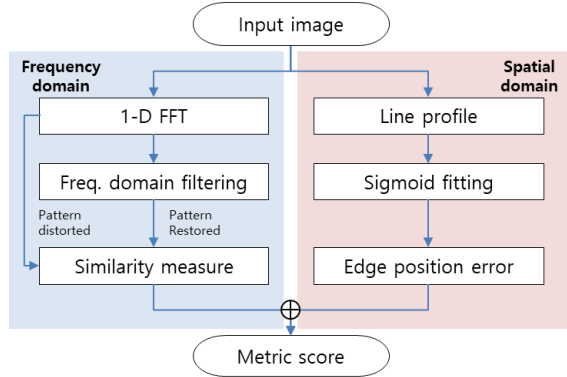 Input image
Frequency
domain
Spatial
domain
1-D FFT
Line profile
Freq. domain filtering
Sigmoid fitting
Pattern
distorted
Pattern
Restored
Similarity measure
Edge position error
Metric score